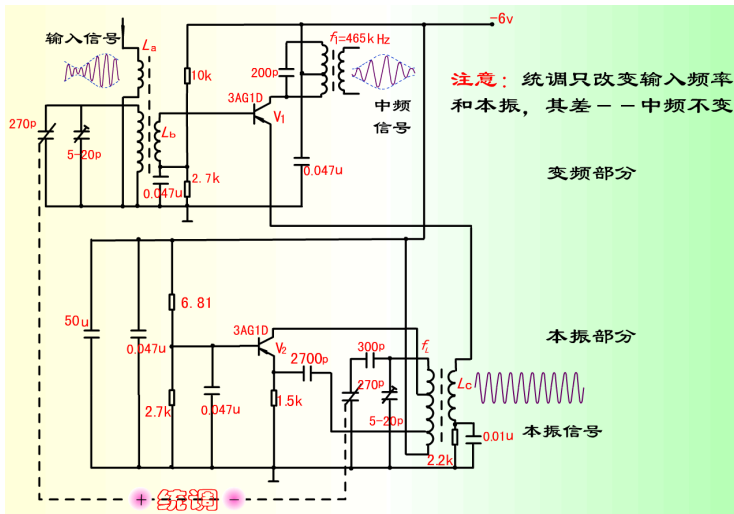 -6v
输入信号
La
fI=465kHz
10k
200p
注意：统调只改变输入频率
和本振，其差－－中频不变
3AG1D
中频
信号
270p
Lb
V1
5-20p
0.047u
2.7k
0.047u
变频部分
6.81
50u
3AG1D
本振部分
0.047u
V2
300p
fL
2700p
270p
Lc
2.7k
0.047u
1.5k
5-20p
本振信号
0.01u
2.2k
+ 统调 -